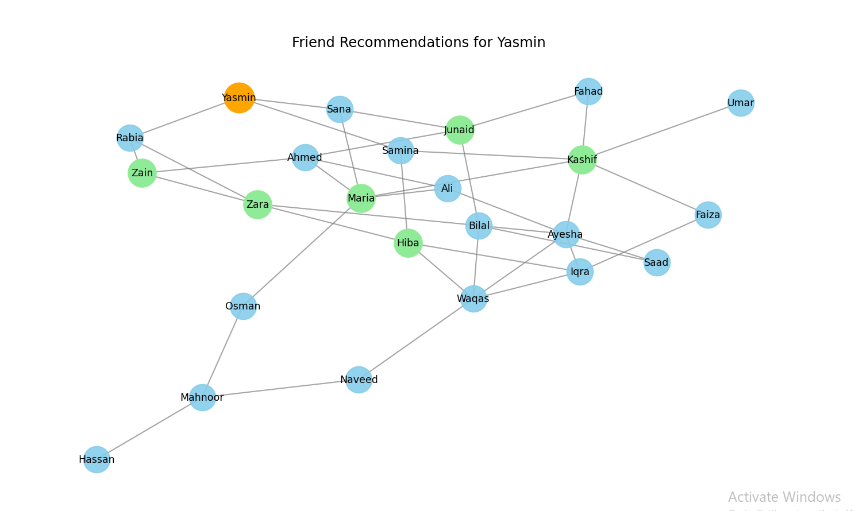 Friend Recommendations for Yasmin
Fahad
Yasmin
Umar
Sana
Junaid
Rabia
Samina
Ahmed
Kashif
Zain
Ali
Maria
Zara
Faiza
Bilal
Ayesha
Hiba
Saad
Iqra
Waqas
Osman
Naveed
Mahnoor
Hassan
Activate Windows